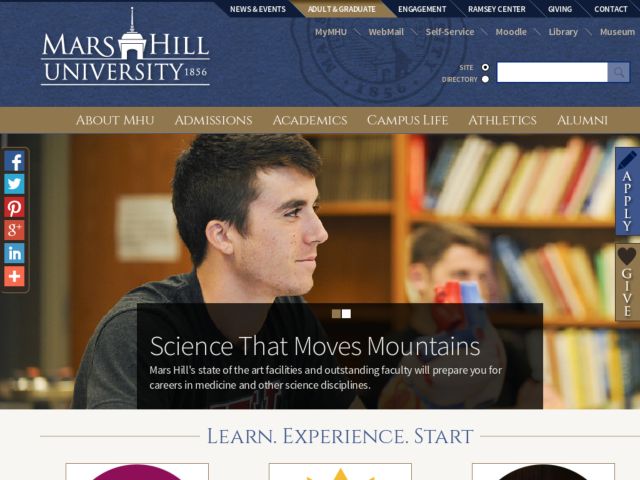 NEWS & EVENTS ADULT & GRADUATE ENGAGEMENT RAMSEY CENTER GIVING CONTACT
MyMHU WebMail Self-Service Moodle Library Museum
MARS HILL
UNIVERSITY 1856
SITE
DIRECTORY
ABOUT MHU ADMISSIONS ACADEMICS CAMPUS LIFE ATHLETICS ALUMNI
APPLY
GIVE
Science That Moves Mountains
Mars Hill's state of the art facilities and outstanding faculty will prepare you for
careers in medicine and other science disciplines.
LEARN. EXPERIENCE. START